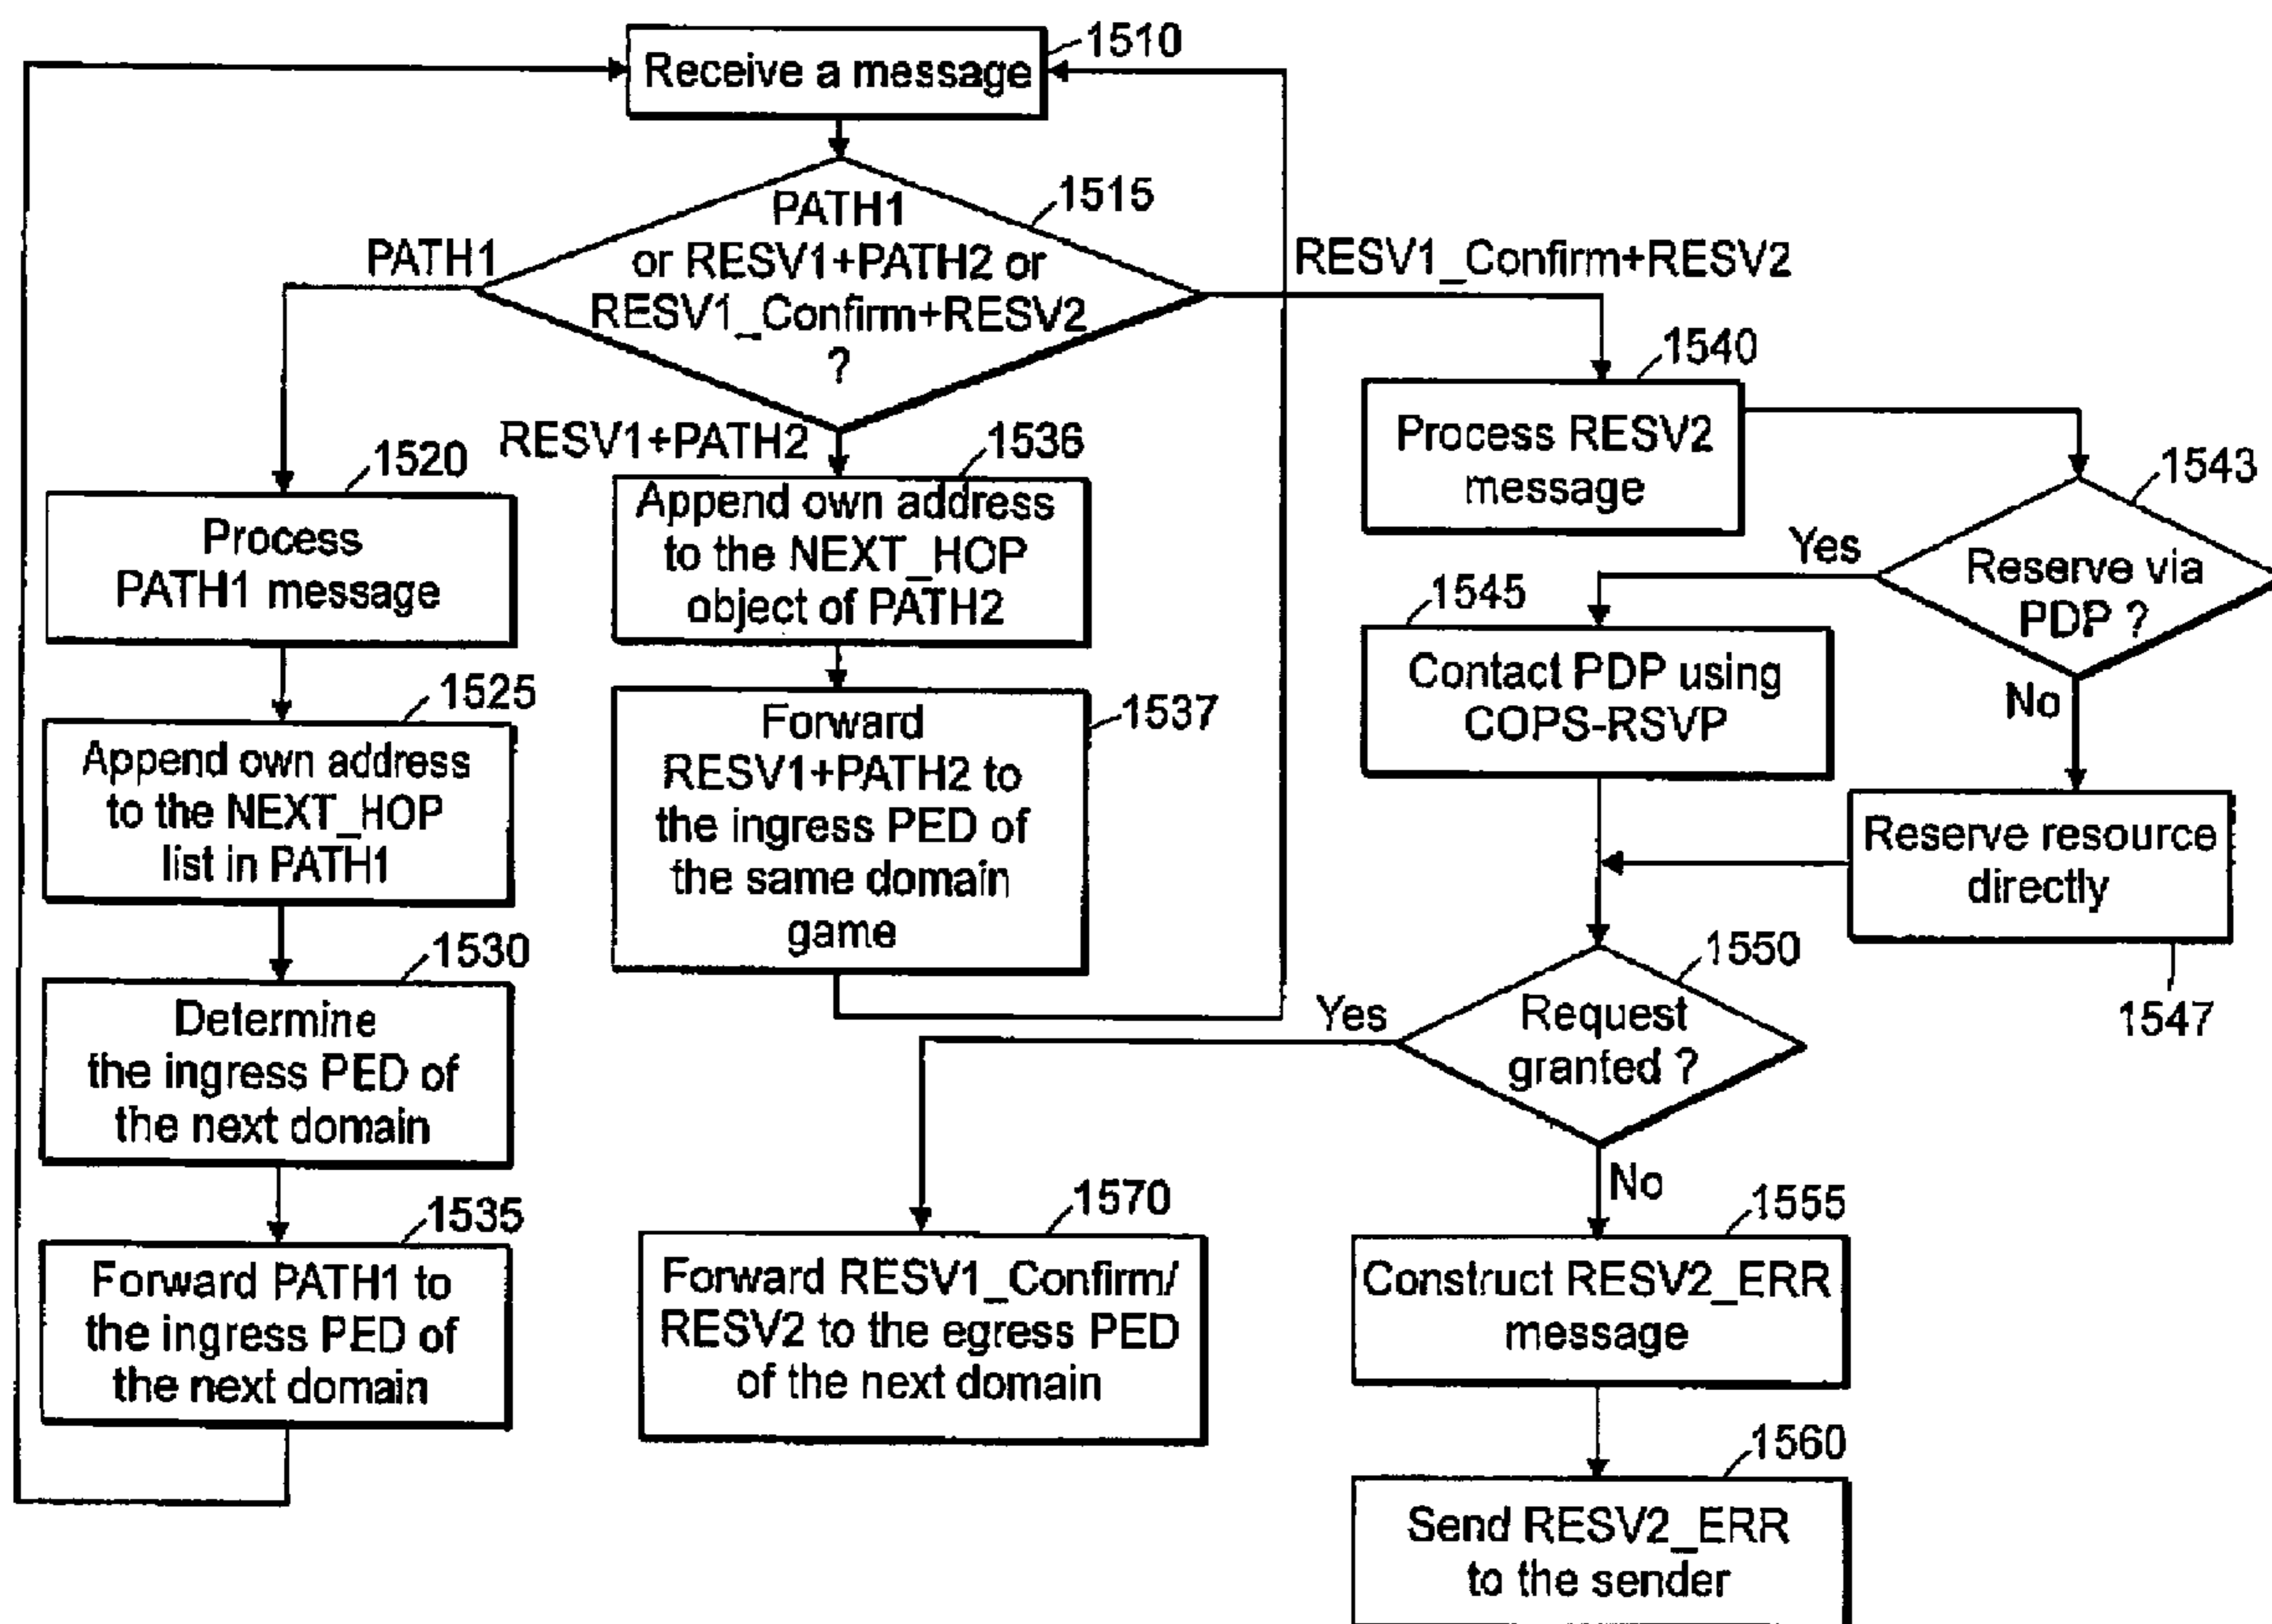 1510
Receive a message
1515
PATH1
or RESV1+PATH2 or
RESV1_Confirm+RESV2
?
PATH1
RESV1_Confirm+RESV2
RESV1+PATH2
1520
Process
PATH1 message
1525
Append own address
to the NEXT_HOP
list in PATH1
1530
Determine
the ingress PED of
the next domain
1535
Forward PATH1 to
the ingress PED of
the next domain
1536
Append own address
to the NEXT_HOP
object of PATH2
1537
Forward
RESV1+PATH2 to
the ingress PED of
the same domain
game
1540
Process RESV2
message
1543
Reserve via
PDP ?
Yes
No
1545
Contact PDP using
COPS-RSVP
Reserve resource
directly
1547
1550
Request
granted ?
Yes
No
1570
Forward RESV1_Confirm/
RESV2 to the egress PED
of the next domain
1555
Construct RESV2_ERR
message
1560
Send RESV2_ERR
to the sender